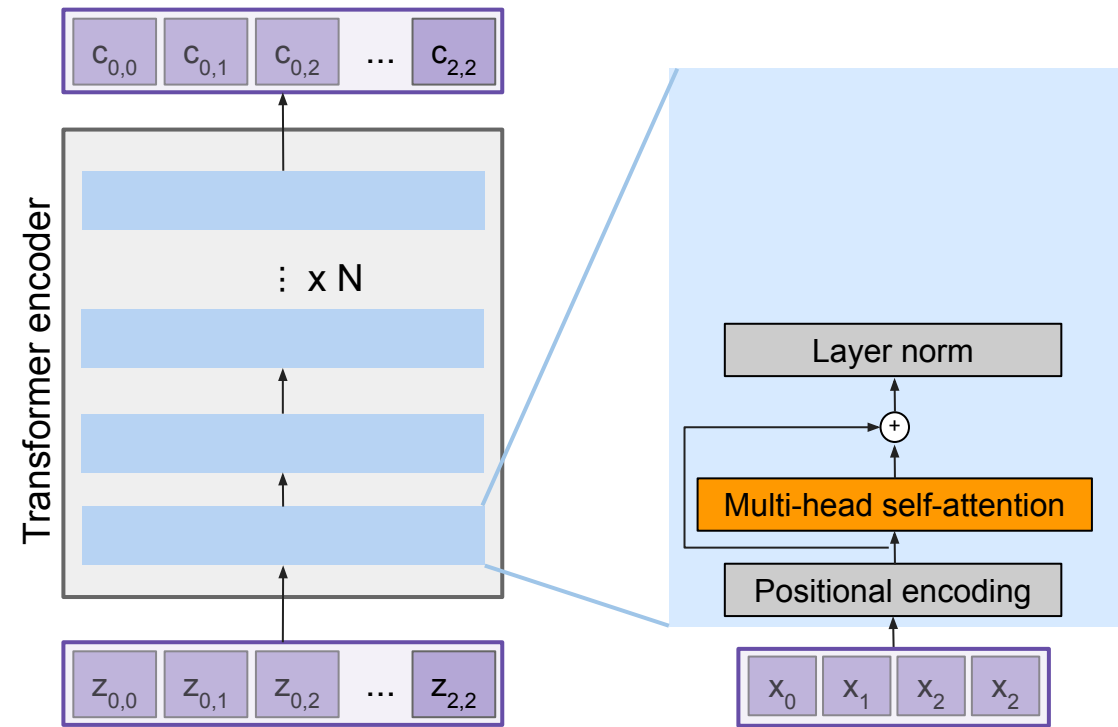 c0,0 c0,1 c0,2 ... c2,2
Transformer encoder
⋮ x N
z0,0 z0,1 z0,2 ... z2,2
Layer norm
+
Multi-head self-attention
Positional encoding
x0 x1 x2 x2